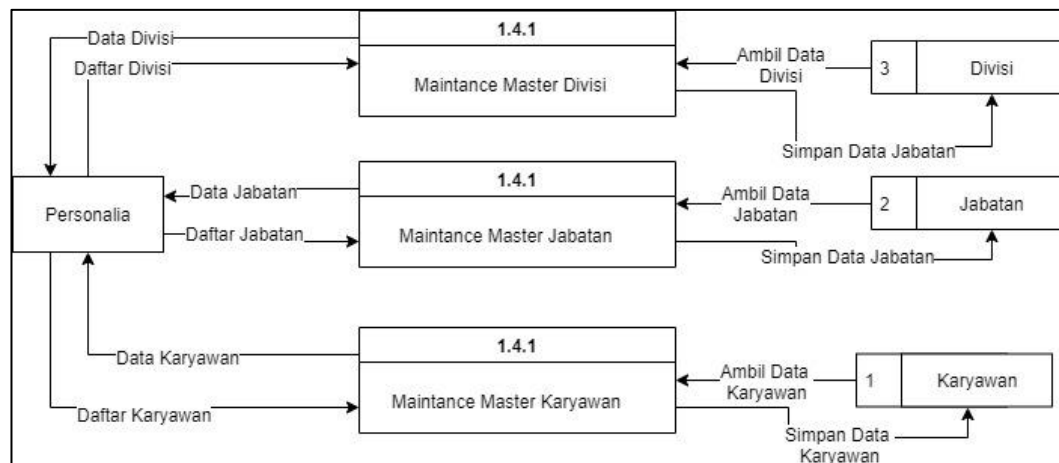 1.4.1
Data Divisi
Daftar Divisi
Maintance Master Divisi
Ambil Data
Divisi
3
Divisi
Simpan Data Jabatan
Personalia
1.4.1
Data Jabatan
Daftar Jabatan
Maintance Master Jabatan
Ambil Data
Jabatan
2
Jabatan
Simpan Data Jabatan
1.4.1
Data Karyawan
Daftar Karyawan
Maintance Master Karyawan
Ambil Data
Karyawan
1
Karyawan
Simpan Data
Karyawan